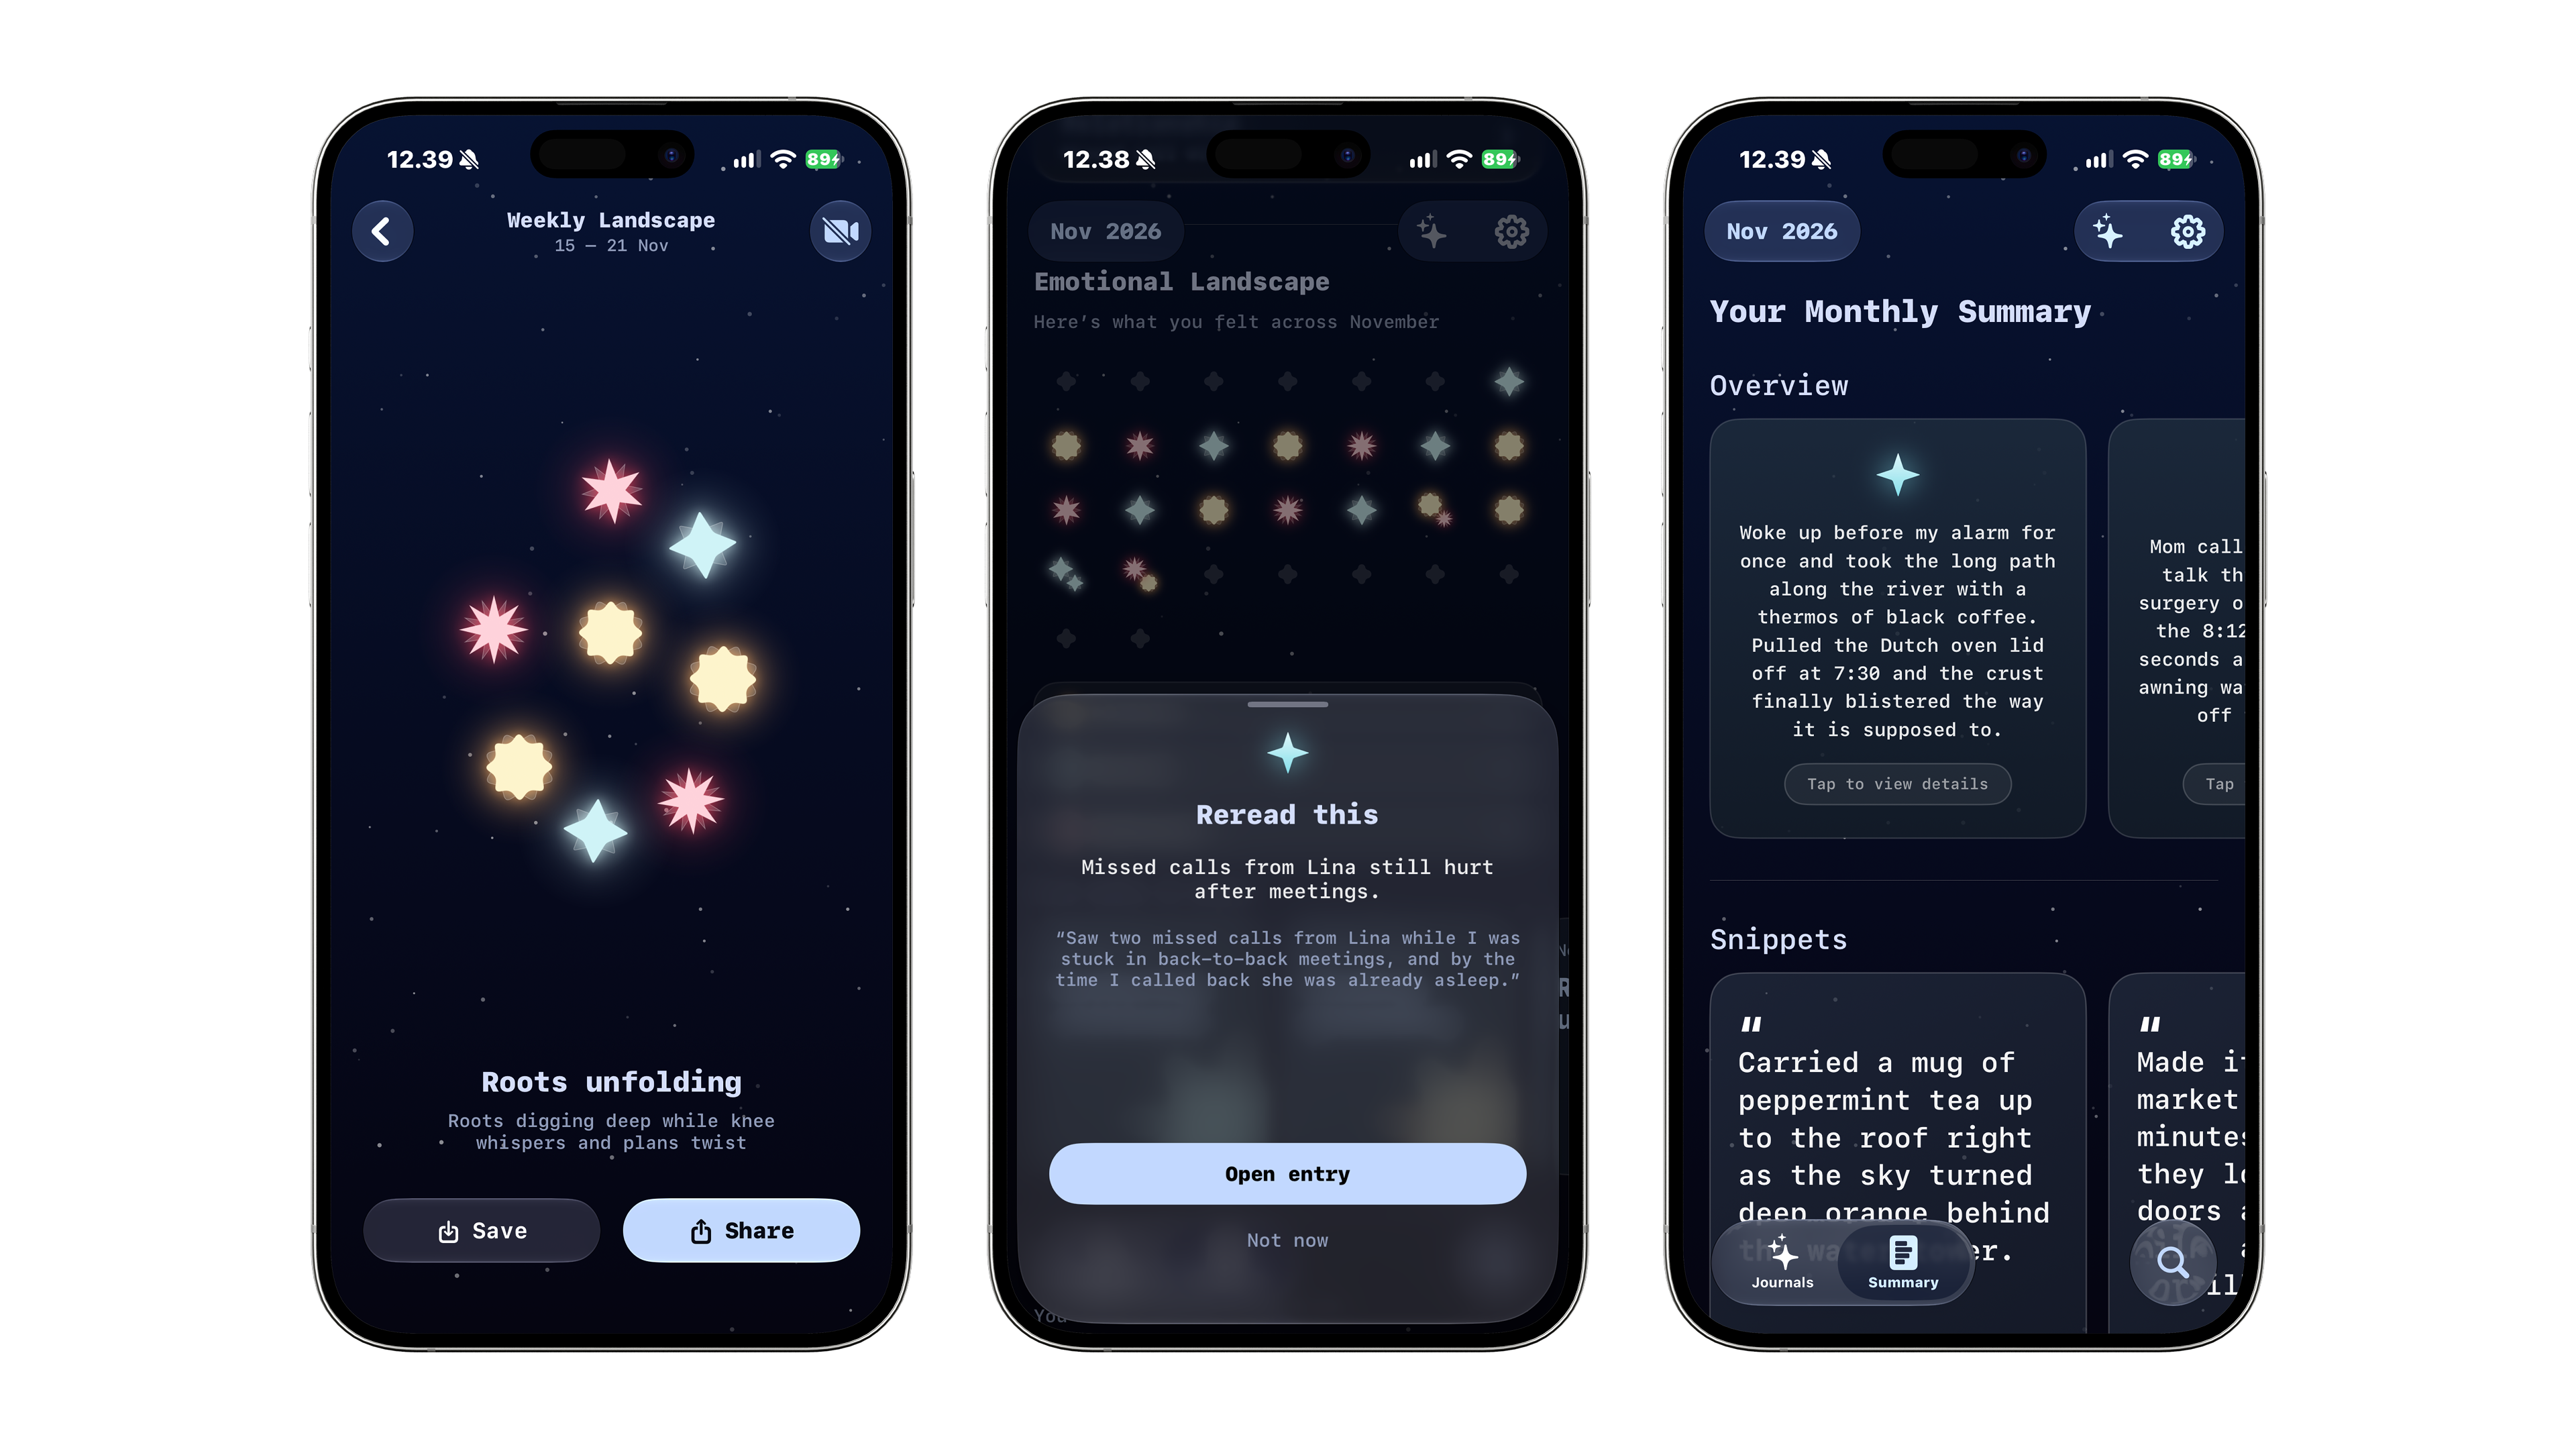 12.39
89
Weekly Landscape
15 – 21 Nov
Roots unfolding
Roots digging deep while knee
whispers and plans twist
Save
Share
12.38
89
Nov 2026
Emotional Landscape
Here’s what you felt across November
Reread this
Missed calls from Lina still hurt
after meetings.
“Saw two missed calls from Lina while I was
stuck in back–to–back meetings, and by the
time I called back she was already asleep.”
Open entry
Not now
You
12.39
89
Nov 2026
Your Monthly Summary
Overview
Woke up before my alarm for
once and took the long path
along the river with a
thermos of black coffee.
Pulled the Dutch oven lid
off at 7:30 and the crust
finally blistered the way
it is supposed to.
Tap to view details
Mom call
talk th
surgery o
the 8:12
seconds a
awning wa
off
Tap
Snippets
"
Carried a mug of
peppermint tea up
to the roof right
as the sky turned
deep orange behind
er.
"
Made it
market
minutes
they lo
doors a
Journals
Summary